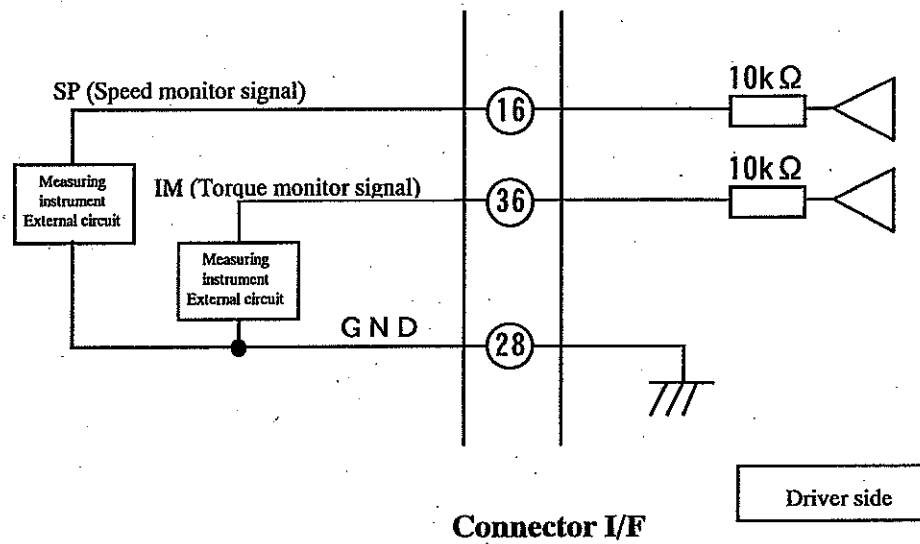 SP (Speed monitor signal)
16
10kΩ
Measuring
instrument
External circuit
IM (Torque monitor signal)
36
10kΩ
Measuring
instrument
External circuit
GND
28
Driver side
Connector I/F